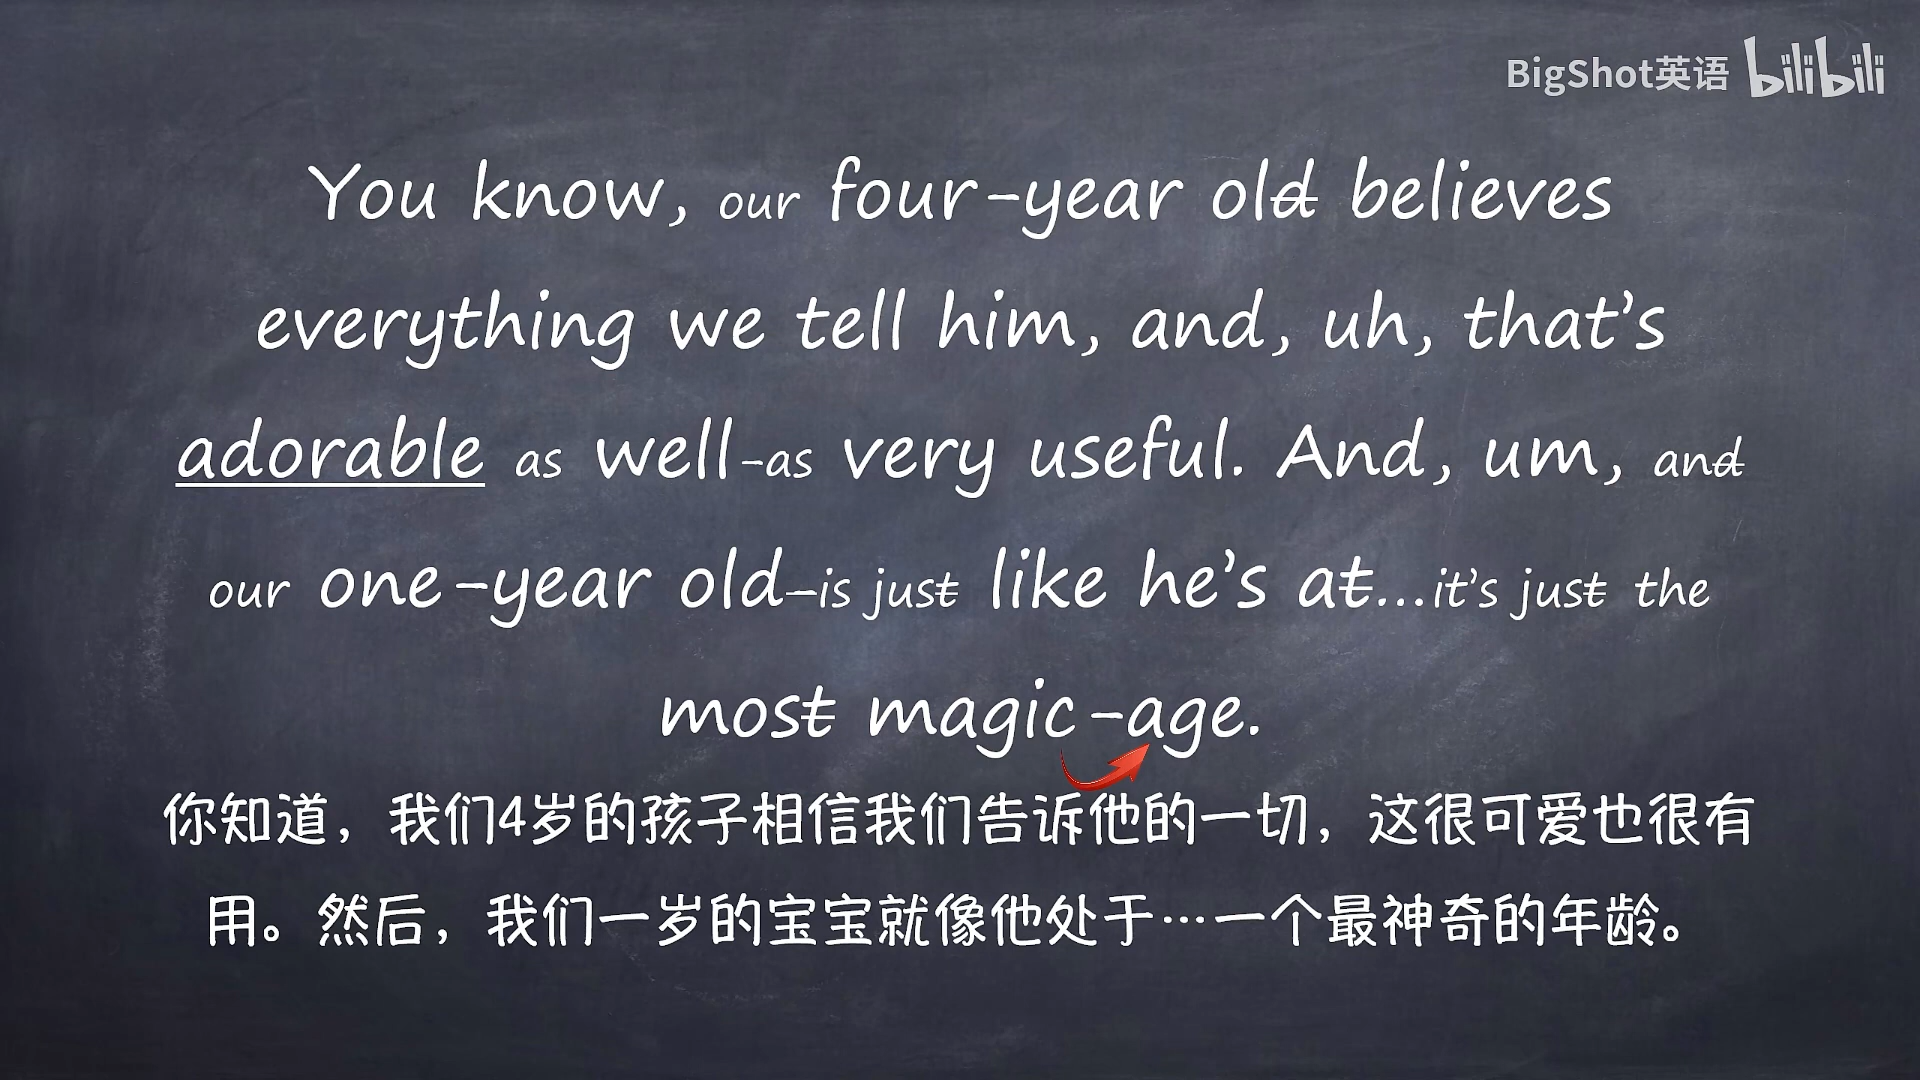 BigShot英语 bilibili
You know, our four-year old believes
everything we tell him, and, uh, that's
adorable as well-as very useful. And, um, and
our one-year old-is just like he's at...it's just the
most magic-age.
你知道，我们4岁的孩子相信我们告诉他的一切，这很可爱也很有
用。然后，我们一岁的宝宝就像他处于…一个最神奇的年龄。